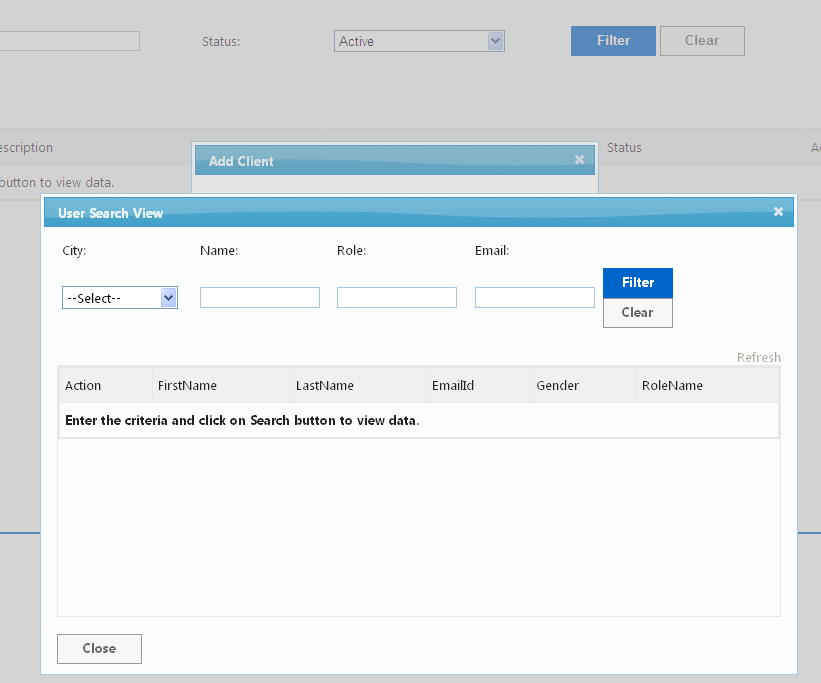 Status:
Active
Filter
Clear
escription
Status
button to view data.
Add Client
User Search View
City:
Name:
Role:
Email:
--Select--
Filter
Clear
Refresh
Action FirstName LastName EmailId Gender RoleName
Enter the criteria and click on Search button to view data.
Close